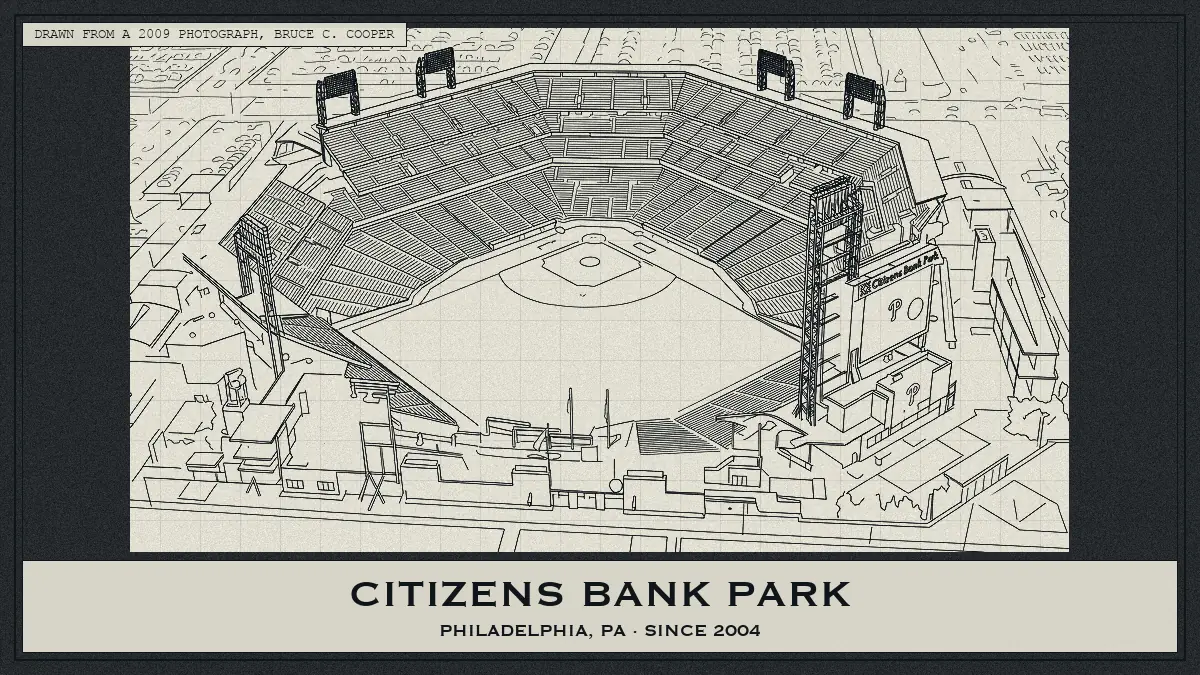 DRAWN FROM A 2009 PHOTOGRAPH, BRUCE C. COOPER
Citizens Bank Park
P
P
CITIZENS BANK PARK
PHILADELPHIA, PA · SINCE 2004